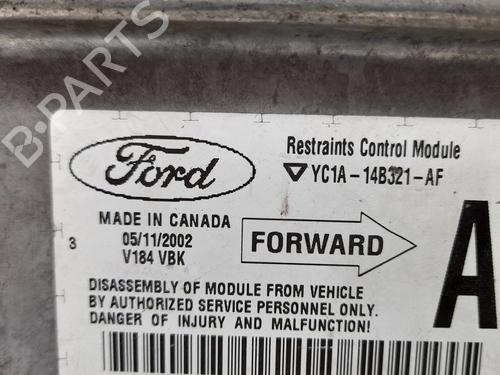 B-PARTS
Ford
Restraints Control Module
YC1A-14B321-AF
MADE IN CANADA
05/11/2002
V184 VBK
3
FORWARD
A
DISASSEMBLY OF MODULE FROM VEHICLE
BY AUTHORIZED SERVICE PERSONNEL ONLY.
DANGER OF INJURY AND MALFUNCTION!